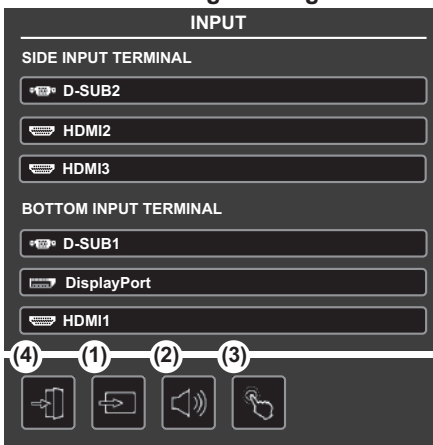 INPUT
SIDE INPUT TERMINAL
D-SUB2
HDMI2
HDMI3
BOTTOM INPUT TERMINAL
D-SUB1
DisplayPort
HDMI1
(4) (1) (2) (3)